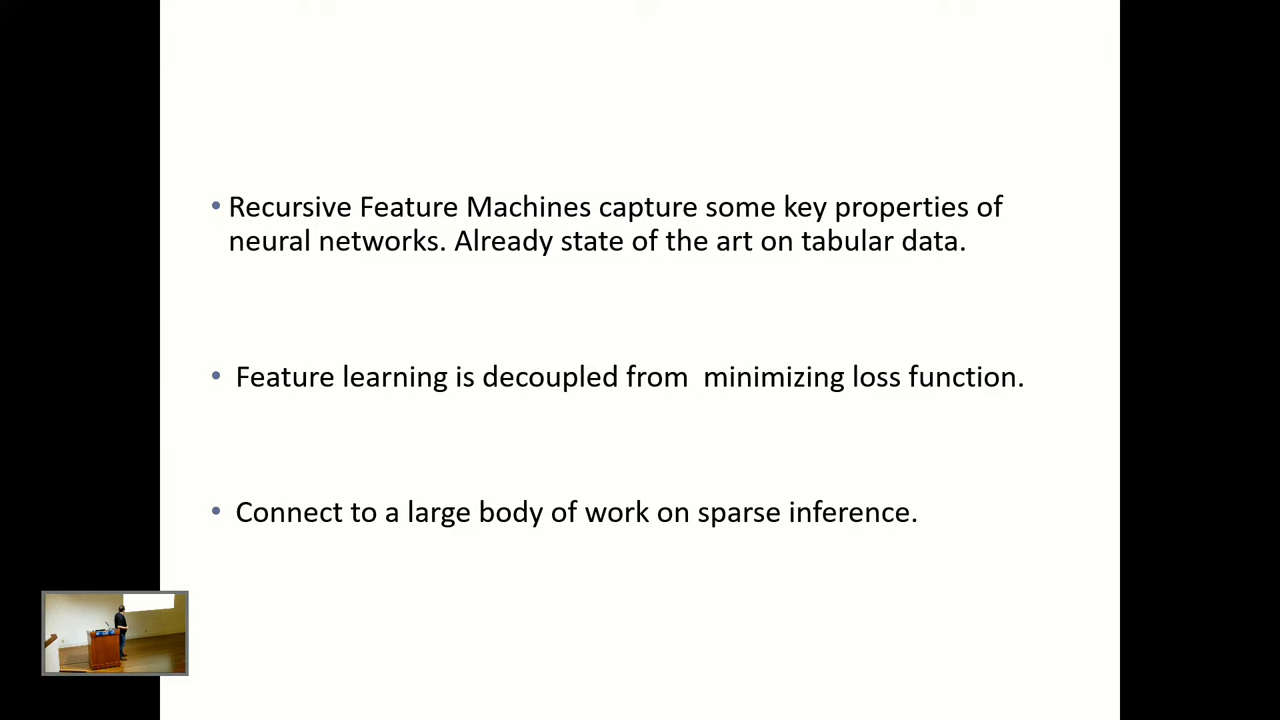 • Recursive Feature Machines capture some key properties of
neural networks. Already state of the art on tabular data.
• Feature learning is decoupled from  minimizing loss function.
• Connect to a large body of work on sparse inference.